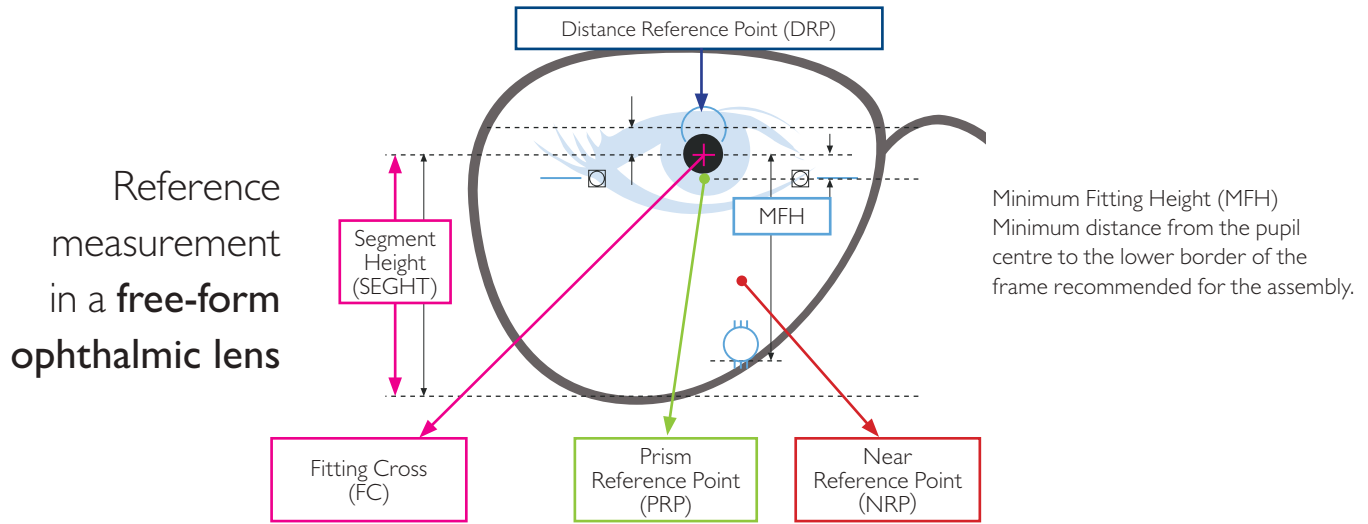 Distance Reference Point (DRP)
Reference
measurement
in a free-form
ophthalmic lens
Segment
Height
(SEGHT)
MFH
Minimum Fitting Height (MFH)
Minimum distance from the pupil
centre to the lower border of the
frame recommended for the assembly.
Fitting Cross
(FC)
Prism
Reference Point
(PRP)
Near
Reference Point
(NRP)